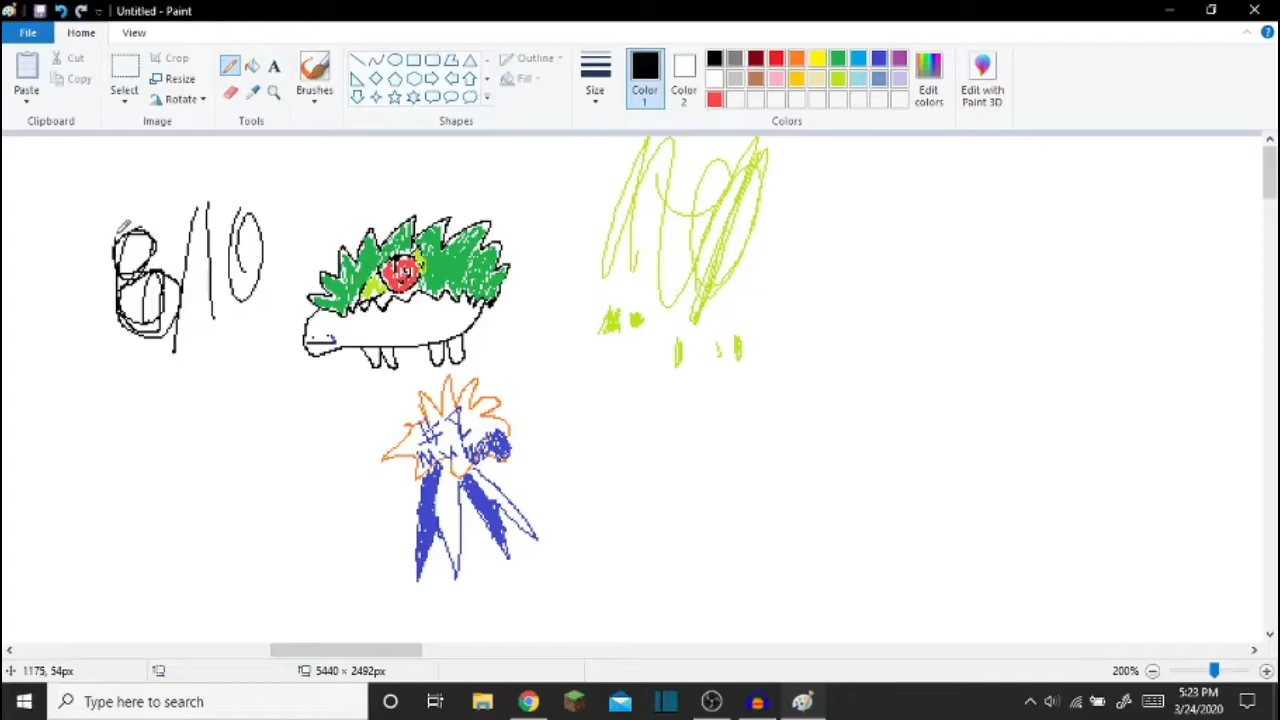 Untitled - Paint
File Home View
Paste Cut Copy Select Crop Resize Rotate A Brushes Outline Fill Size Color 1 Color 2 Edit colors Edit with Paint 3D
Clipboard Image Tools Shapes Colors
8/10
1175, 54px 5440 × 2492px 200%
Type here to search
5:23 PM
3/24/2020